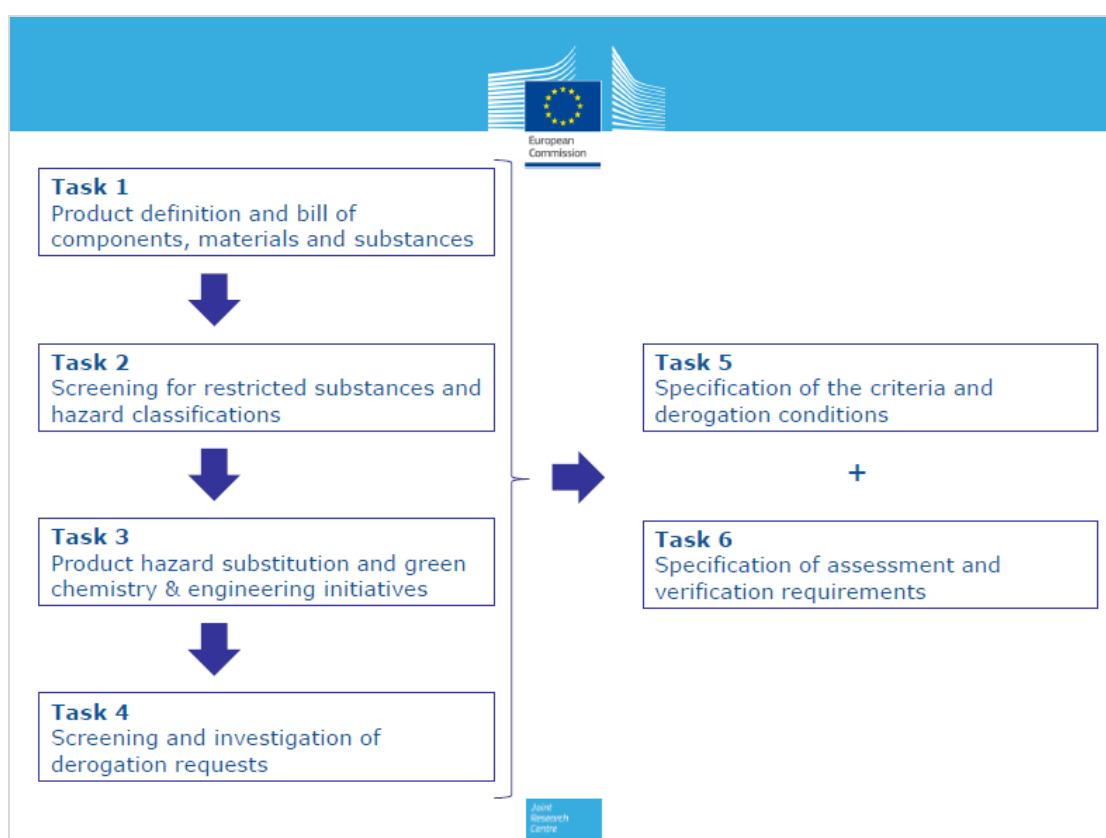 European
Commission
Task 1
Product definition and bill of
components, materials and substances
Task 2
Screening for restricted substances and
hazard classifications
Task 3
Product hazard substitution and green
chemistry & engineering initiatives
Task 4
Screening and investigation of
derogation requests
Task 5
Specification of the criteria and
derogation conditions
+
Task 6
Specification of assessment and
verification requirements
Joint
Research
Centre